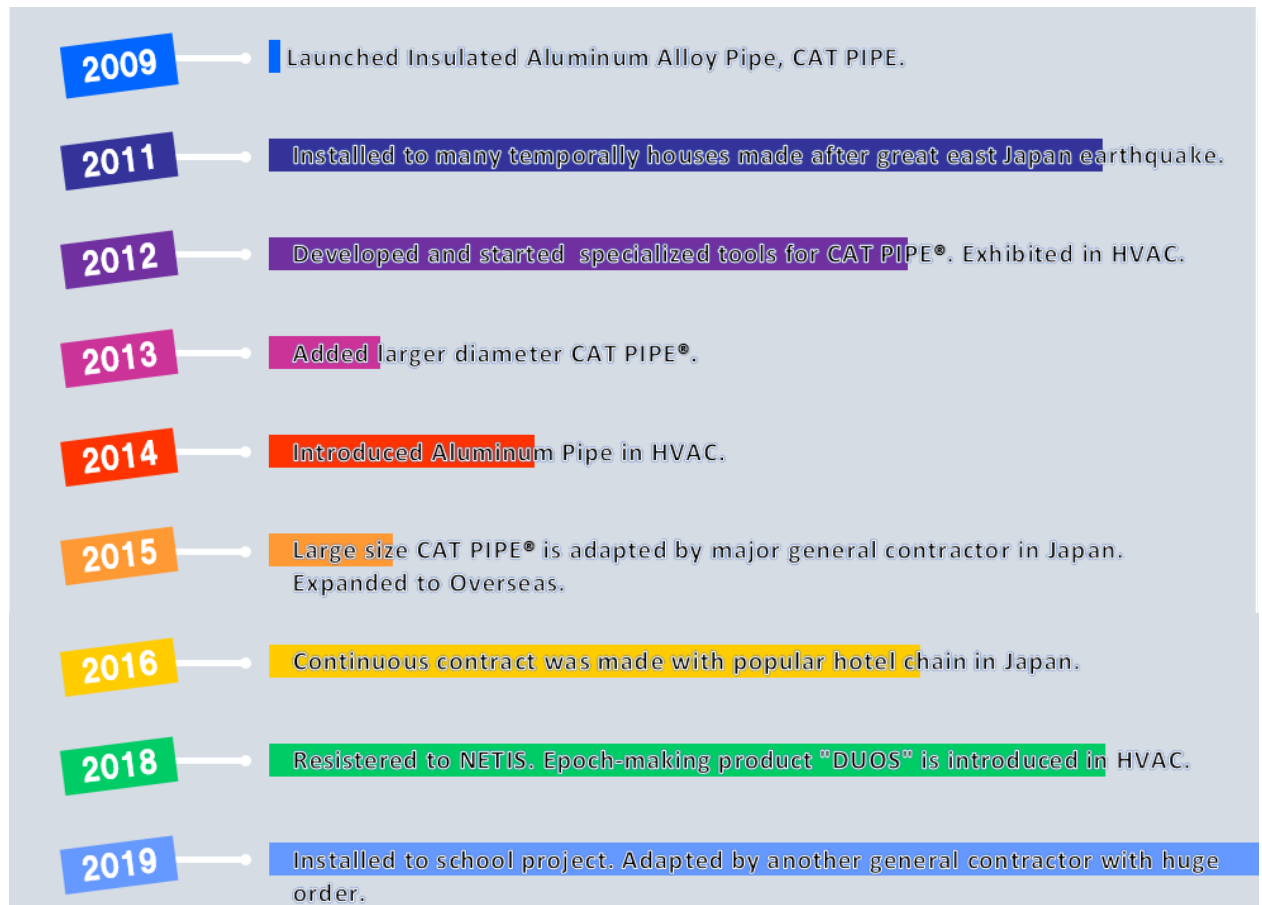 2009
Launched Insulated Aluminum Alloy Pipe, CAT PIPE.
2011
Installed to many temporally houses made after great east Japan earthquake.
2012
Developed and started  specialized tools for CAT PIPE®. Exhibited in HVAC.
2013
Added larger diameter CAT PIPE®.
2014
Introduced Aluminum Pipe in HVAC.
2015
Large size CAT PIPE® is adapted by major general contractor in Japan.
Expanded to Overseas.
2016
Continuous contract was made with popular hotel chain in Japan.
2018
Resistered to NETIS. Epoch-making product "DUOS" is introduced in HVAC.
2019
Installed to school project. Adapted by another general contractor with huge
order.